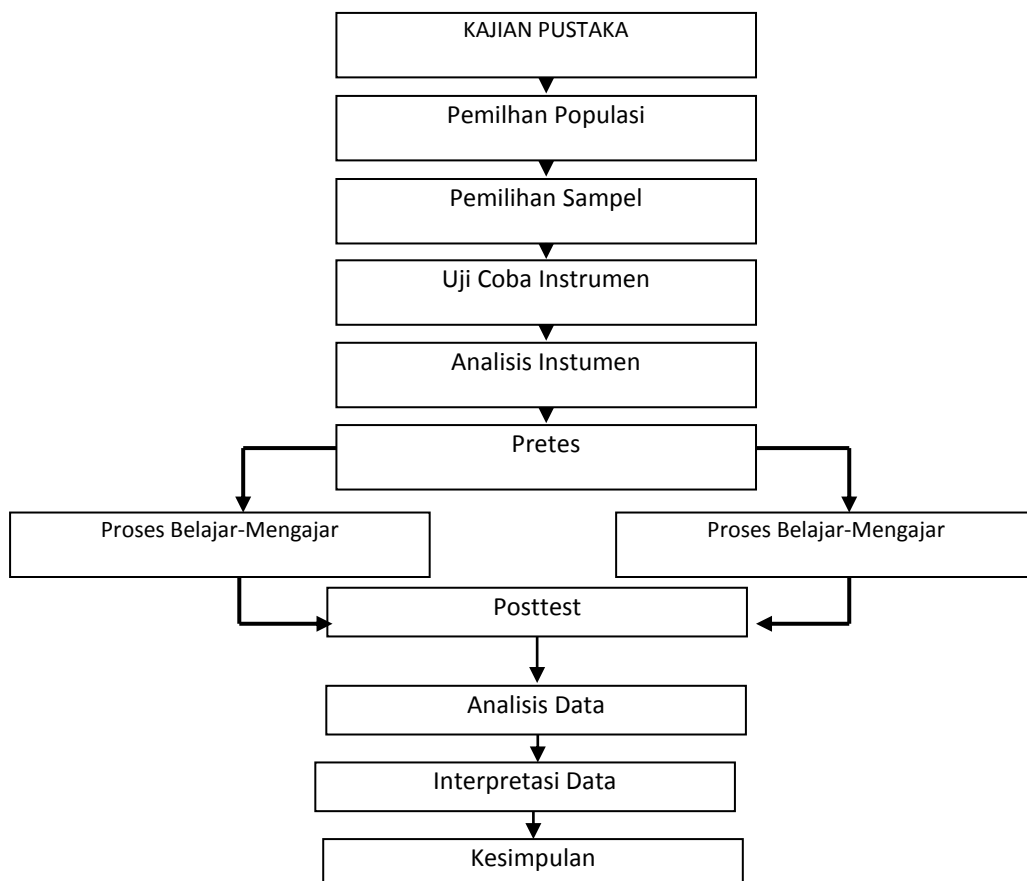 KAJIAN PUSTAKA
Pemilhan Populasi
Pemilihan Sampel
Uji Coba Instrumen
Analisis Instumen
Pretes
Proses Belajar-Mengajar
Proses Belajar-Mengajar
Posttest
Analisis Data
Interpretasi Data
Kesimpulan